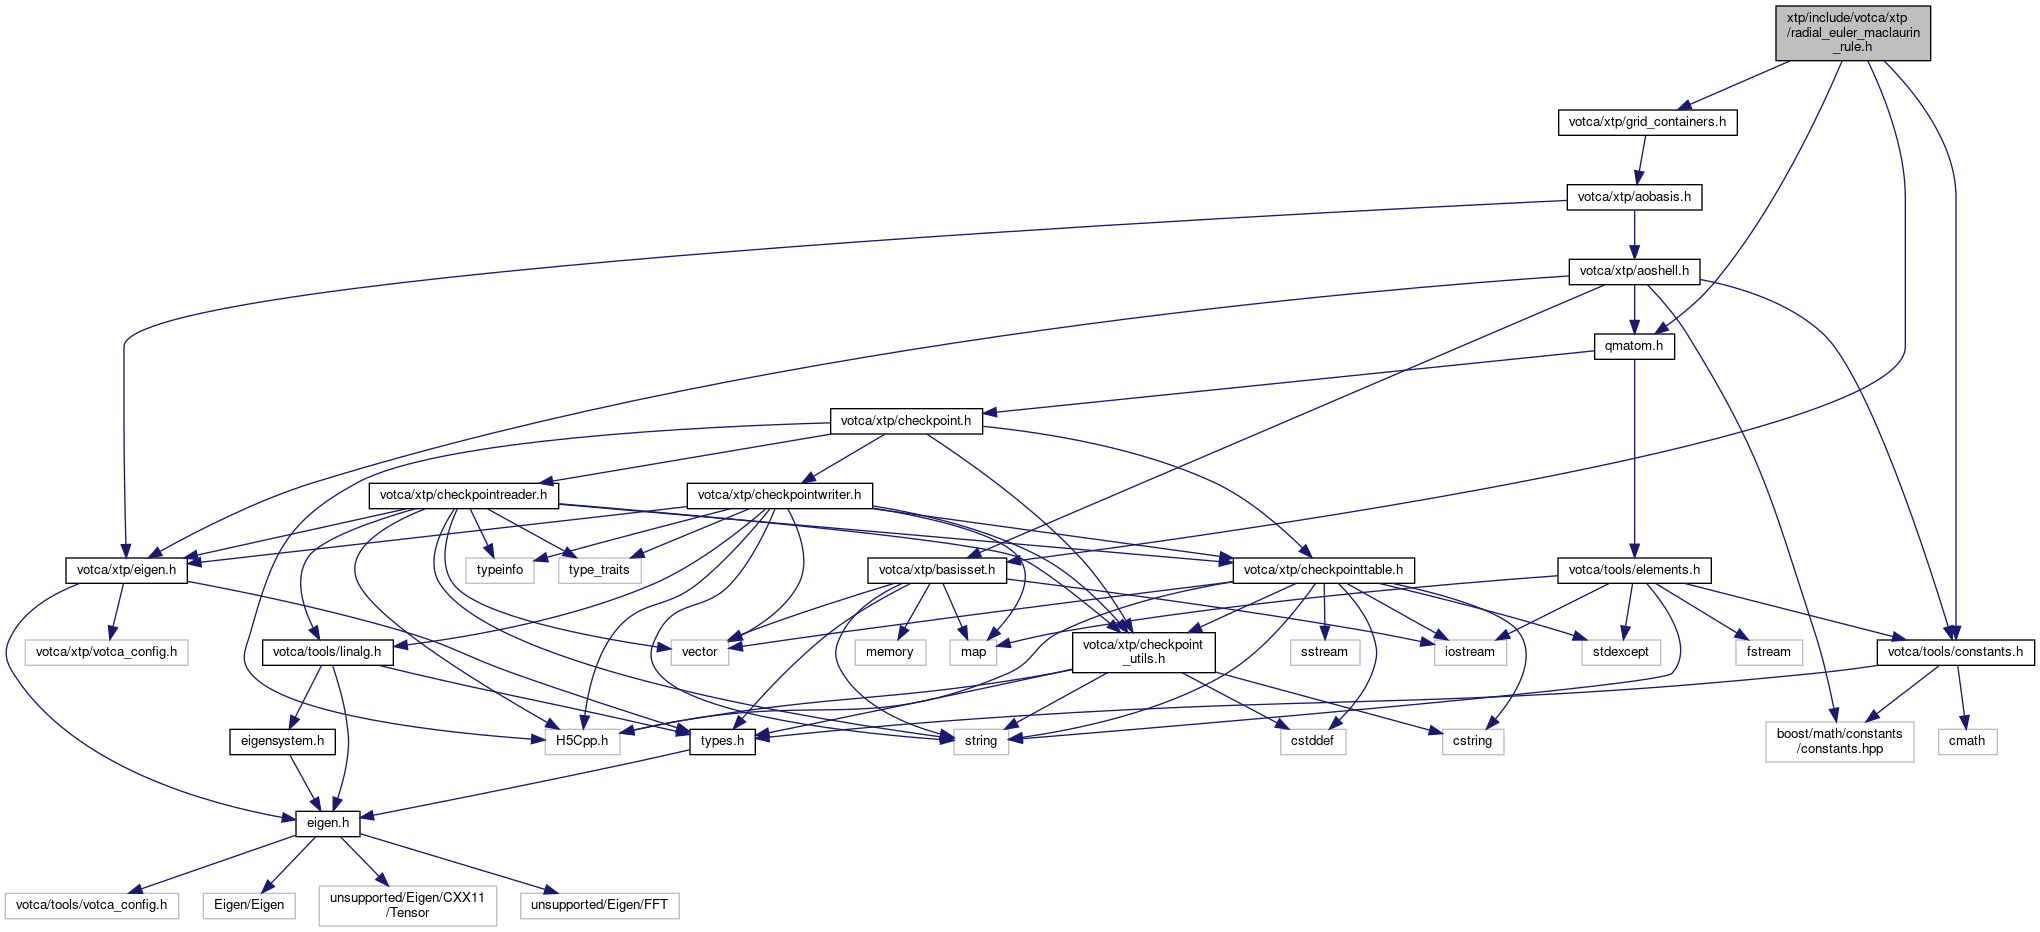 xtp/include/votca/xtp
/radial_euler_maclaurin
_rule.h
votca/xtp/grid_containers.h
votca/xtp/aobasis.h
votca/xtp/aoshell.h
qmatom.h
votca/xtp/checkpoint.h
votca/xtp/checkpointreader.h
votca/xtp/checkpointwriter.h
votca/xtp/eigen.h
typeinfo
type_traits
votca/xtp/basisset.h
votca/xtp/checkpointtable.h
votca/tools/elements.h
votca/xtp/votca_config.h
votca/tools/linalg.h
vector
memory
map
votca/xtp/checkpoint
_utils.h
sstream
iostream
stdexcept
fstream
votca/tools/constants.h
eigensystem.h
H5Cpp.h
types.h
string
cstddef
cstring
boost/math/constants
/constants.hpp
cmath
eigen.h
votca/tools/votca_config.h
Eigen/Eigen
unsupported/Eigen/CXX11
/Tensor
unsupported/Eigen/FFT